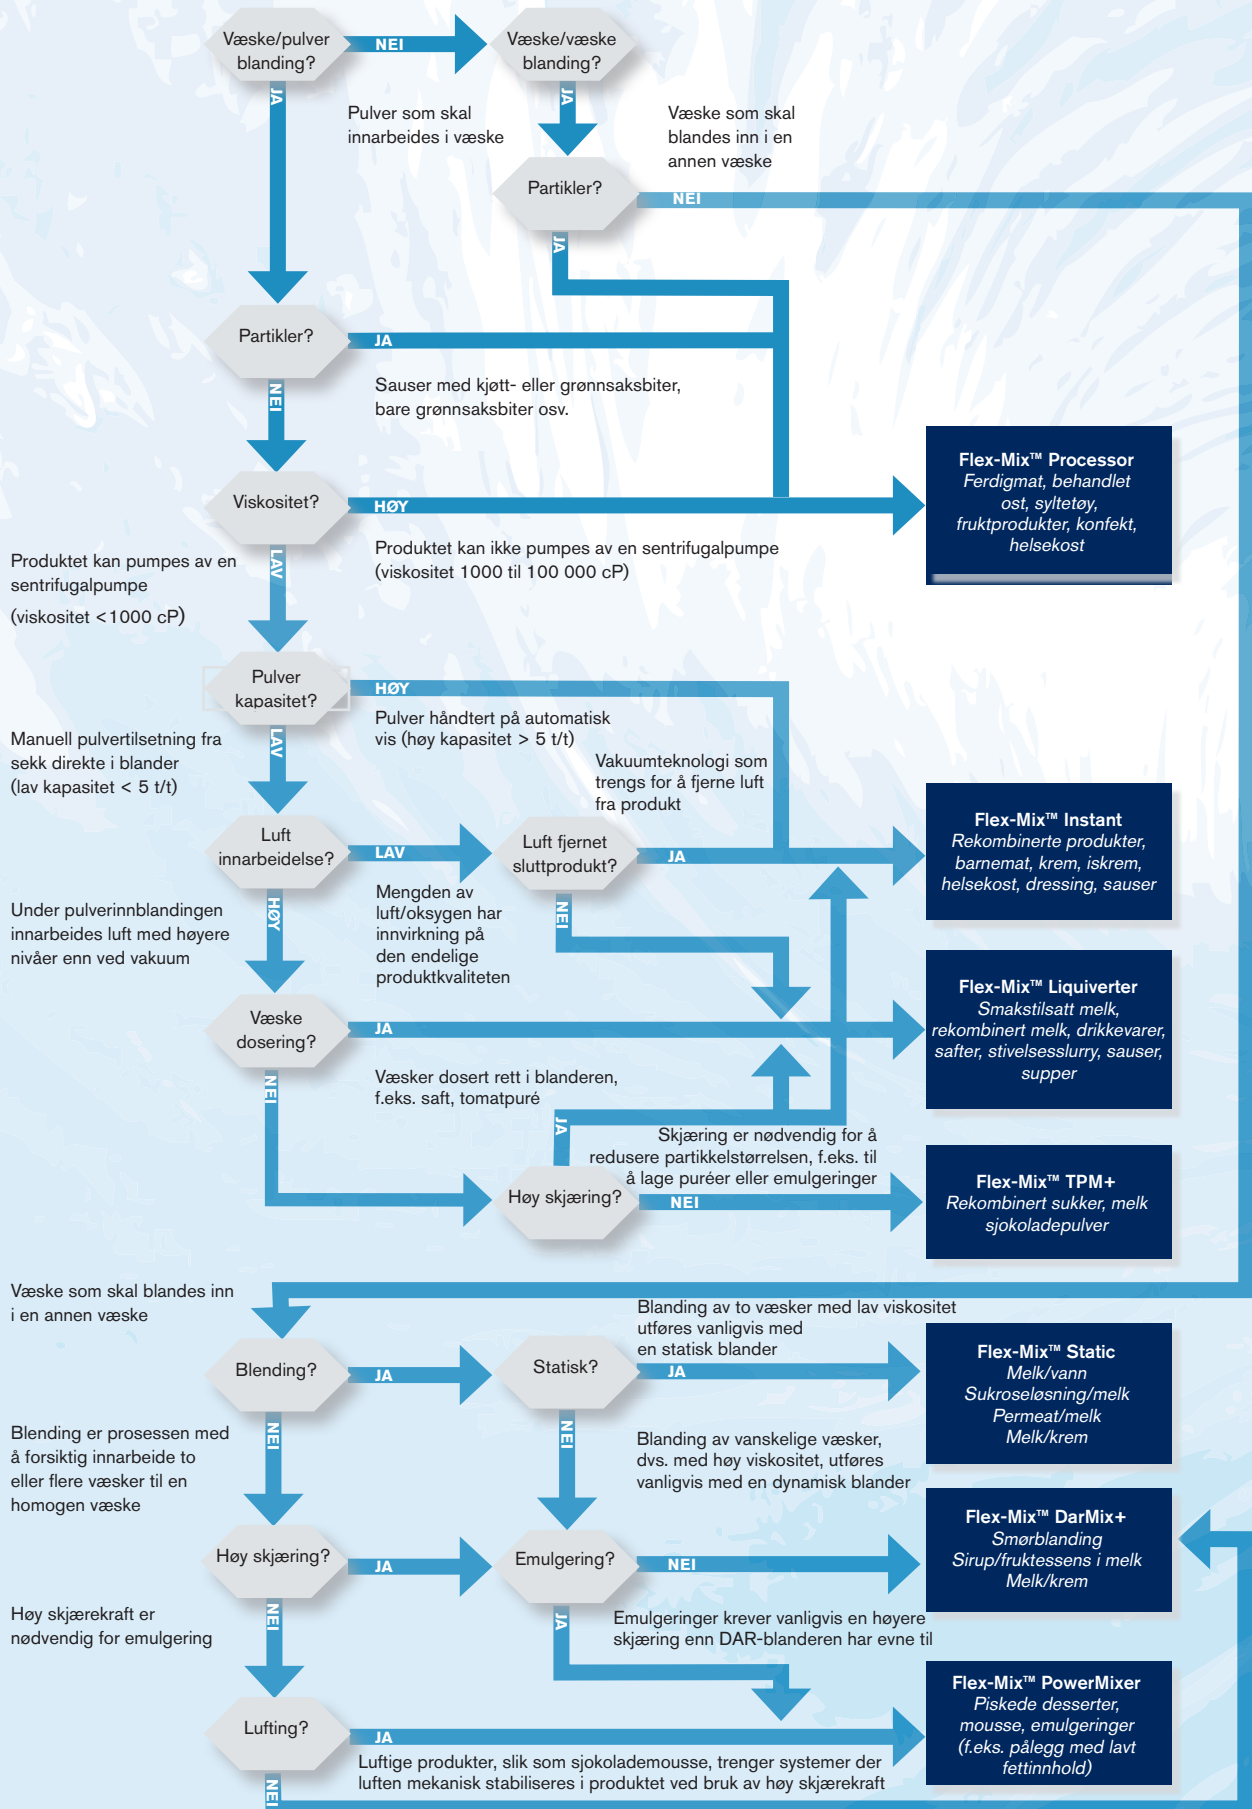 Væske/pulver
blanding?
NEI
Væske/væske
blanding?
JA
JA
Pulver som skal
innarbeides i væske
Væske som skal
blandes inn i en
annen væske
Partikler?
NEI
JA
Partikler?
JA
NEI
Sauser med kjøtt- eller grønnsaksbiter,
bare grønnsaksbiter osv.
Flex-Mix™ Processor
Ferdigmat, behandlet
ost, syltetøy,
fruktprodukter, konfekt,
helsekost
Viskositet?
HØY
LAV
Produktet kan pumpes av en
sentrifugalpumpe
(viskositet <1000 cP)
Produktet kan ikke pumpes av en sentrifugalpumpe
(viskositet 1000 til 100 000 cP)
Pulver
kapasitet?
HØY
LAV
Manuell pulvertilsetning fra
sekk direkte i blander
(lav kapasitet < 5 t/t)
Pulver håndtert på automatisk
vis (høy kapasitet > 5 t/t)
Vakuumteknologi som
trengs for å fjerne luft
fra produkt
Luft
innarbeidelse?
LAV
HØY
Luft fjernet
sluttprodukt?
JA
NEI
Flex-Mix™ Instant
Rekombinerte produkter,
barnemat, krem, iskrem,
helsekost, dressing, sauser
Under pulverinnblandingen
innarbeides luft med høyere
nivåer enn ved vakuum
Mengden av
luft/oksygen har
innvirkning på
den endelige
produktkvaliteten
Væske
dosering?
JA
NEI
Væsker dosert rett i blanderen,
f.eks. saft, tomatpuré
Flex-Mix™ Liquiverter
Smakstilsatt melk,
rekombinert melk, drikkevarer,
safter, stivelsesslurry, sauser,
supper
JA
Skjæring er nødvendig for å
redusere partikkelstørrelsen, f.eks. til
å lage puréer eller emulgeringer
Høy skjæring?
NEI
Flex-Mix™ TPM+
Rekombinert sukker, melk
sjokoladepulver
Væske som skal blandes inn
i en annen væske
Blending?
JA
NEI
Blanding av to væsker med lav viskositet
utføres vanligvis med
en statisk blander
Statisk?
JA
NEI
Flex-Mix™ Static
Melk/vann
Sukroseløsning/melk
Permeat/melk
Melk/krem
Blending er prosessen med
å forsiktig innarbeide to
eller flere væsker til en
homogen væske
Blanding av vanskelige væsker,
dvs. med høy viskositet, utføres
vanligvis med en dynamisk blander
Høy skjæring?
JA
NEI
Emulgering?
NEI
JA
Flex-Mix™ DarMix+
Smørblanding
Sirup/fruktessens i melk
Melk/krem
Høy skjærekraft er
nødvendig for emulgering
Emulgeringer krever vanligvis en høyere
skjæring enn DAR-blanderen har evne til
Lufting?
JA
NEI
Luftige produkter, slik som sjokolademousse, trenger systemer der
luften mekanisk stabiliseres i produktet ved bruk av høy skjærekraft
Flex-Mix™ PowerMixer
Piskede desserter,
mousse, emulgeringer
(f.eks. pålegg med lavt
fettinnhold)